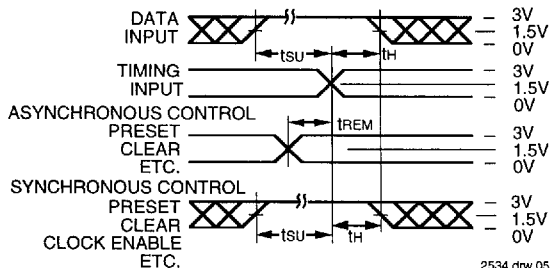 DATA INPUT
3V
1.5V
0V
tSU
tH
TIMING INPUT
3V
1.5V
0V
ASYNCHRONOUS CONTROL
PRESET
CLEAR
ETC.
tREM
3V
1.5V
0V
SYNCHRONOUS CONTROL
PRESET
CLEAR
CLOCK ENABLE
ETC.
tSU
tH
3V
1.5V
0V
2534 drw 05